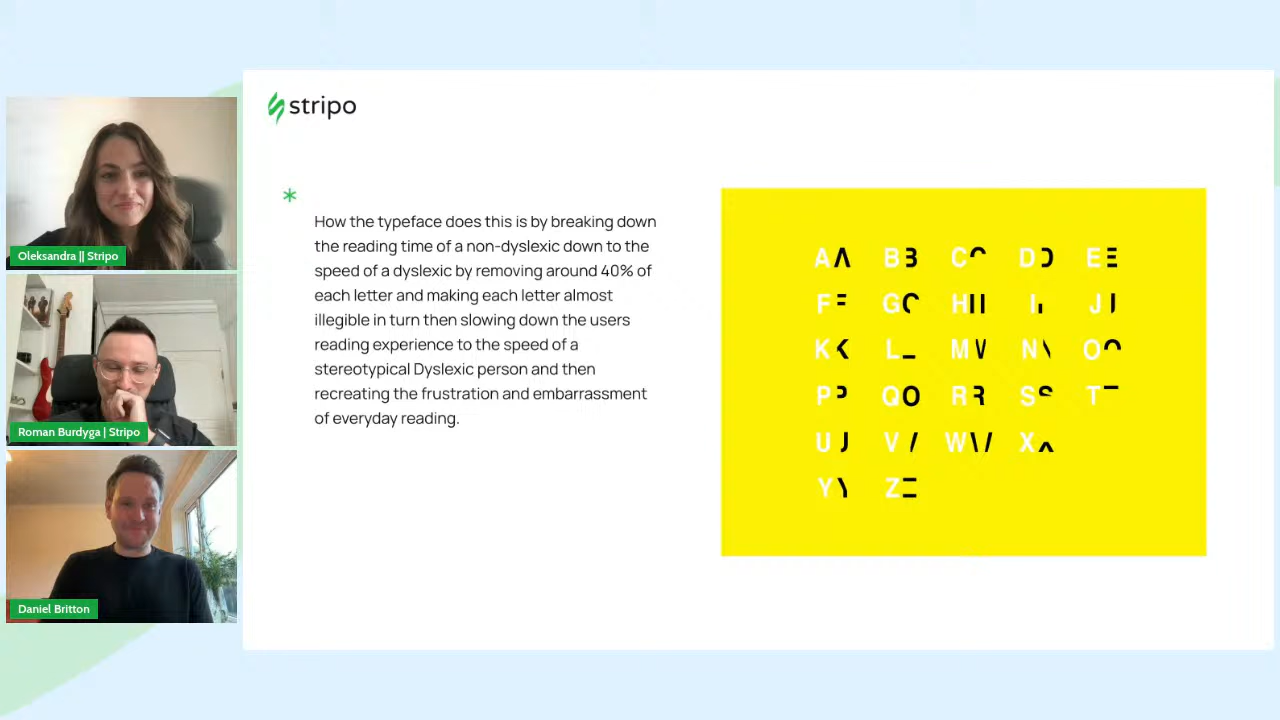 stripo
How the typeface does this is by breaking down
the reading time of a non-dyslexic down to the
speed of a dyslexic by removing around 40% of
each letter and making each letter almost
illegible in turn then slowing down the users
reading experience to the speed of a
stereotypical Dyslexic person and then
recreating the frustration and embarrassment
of everyday reading.
A B C D E
F G H I J
K L M N O
P Q R S T
U V W X
Y Z
Oleksandra || Stripo
Roman Burdyga | Stripo
Daniel Britton